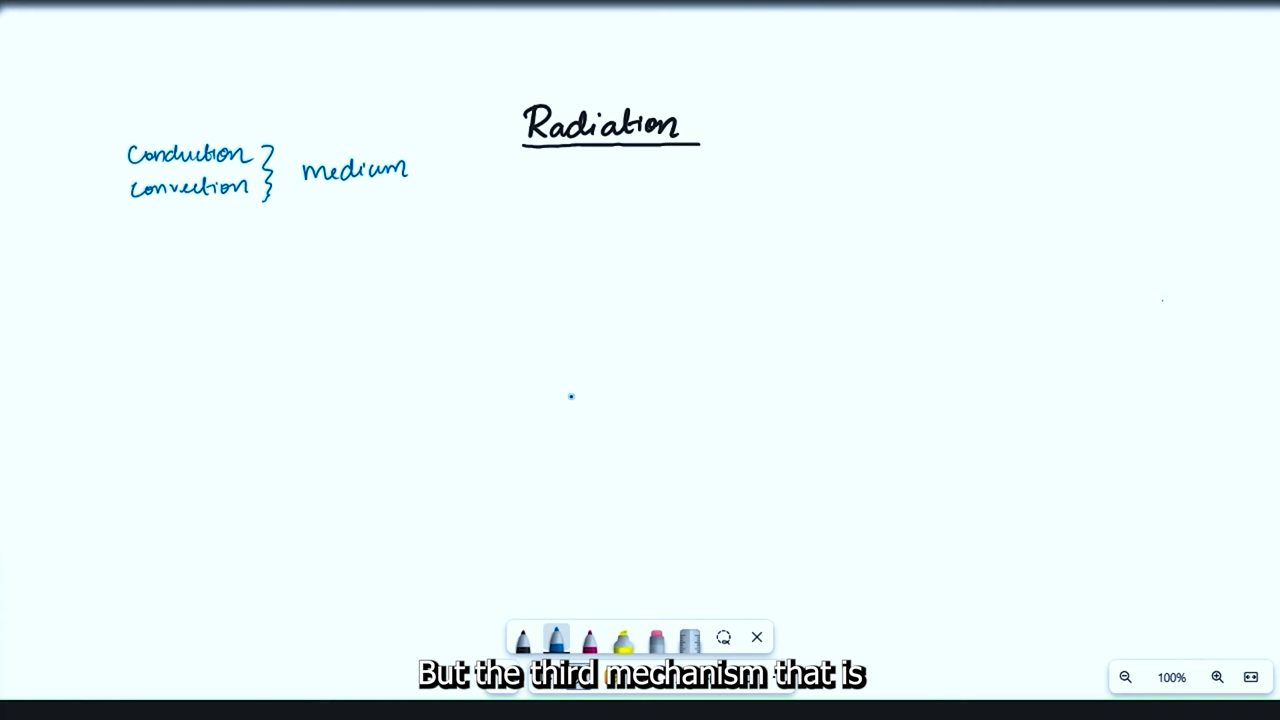 Radiation
Conduction
Convection
medium
But the third mechanism that is
100%